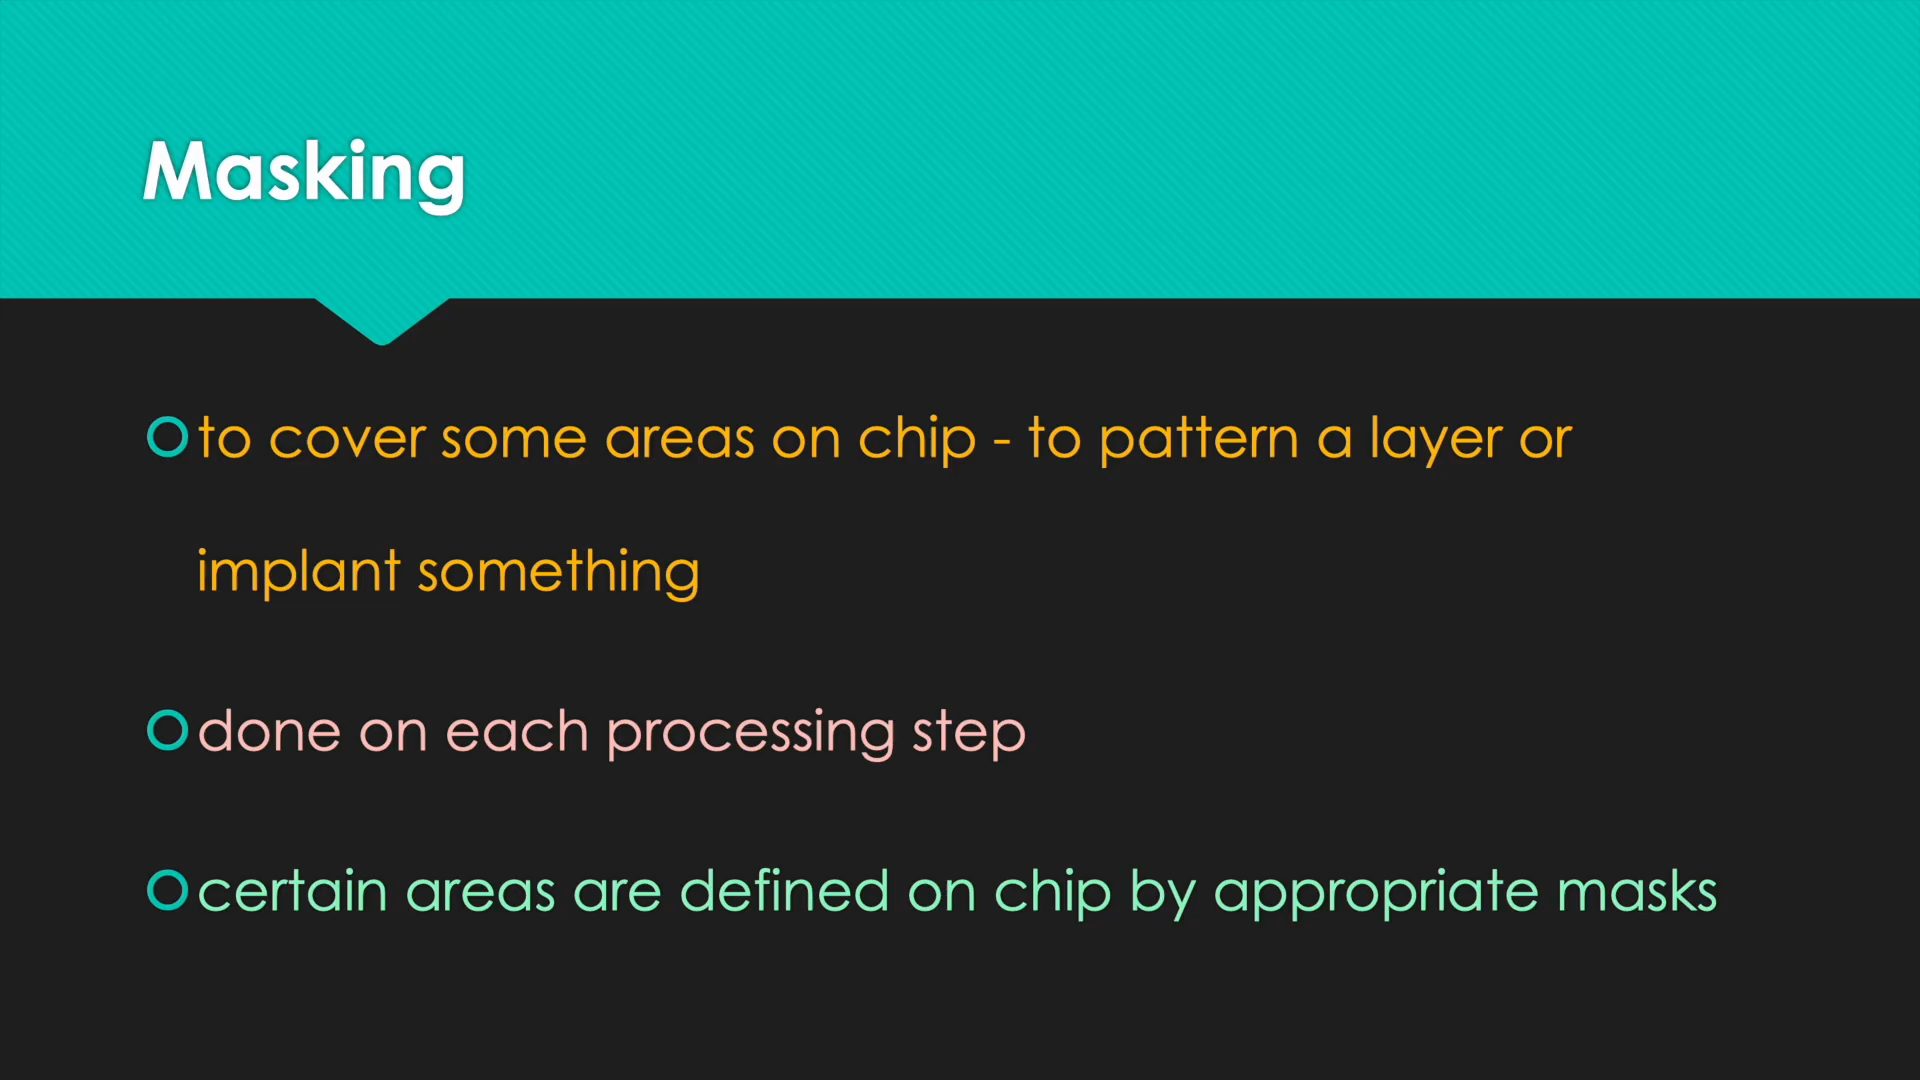 Masking
to cover some areas on chip - to pattern a layer or
implant something
done on each processing step
certain areas are defined on chip by appropriate masks